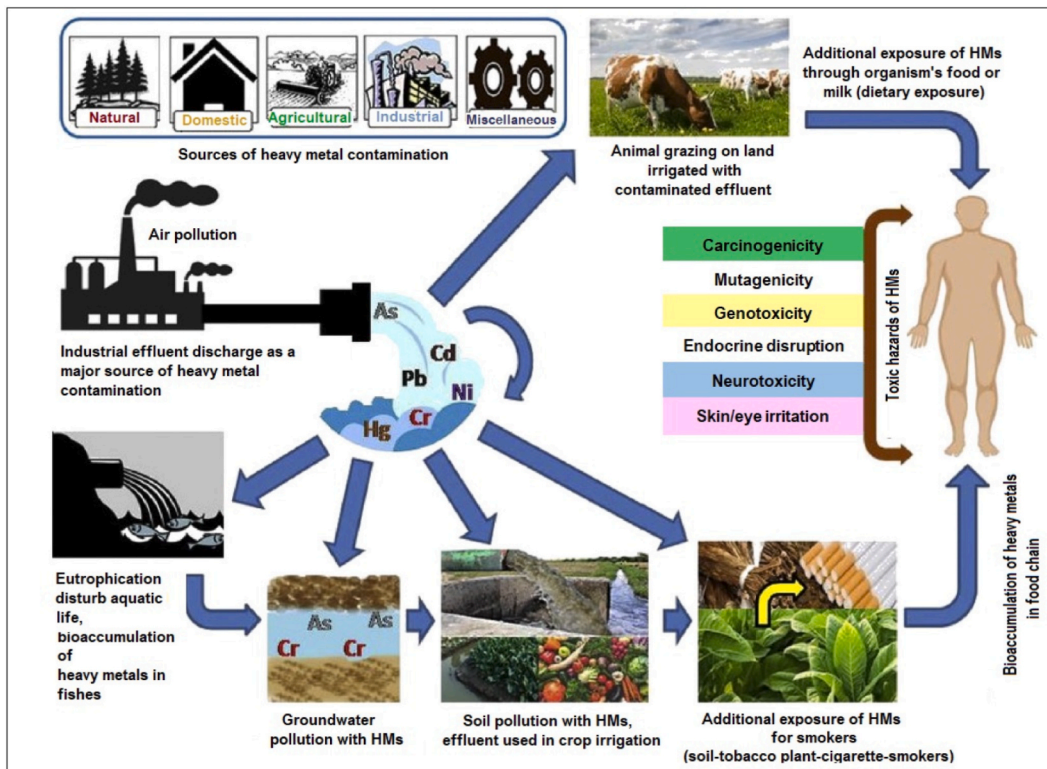 Natural
Domestic
Agricultural
Industrial
Miscellaneous
Sources of heavy metal contamination
Additional exposure of HMs
through organism's food or
milk (dietary exposure)
Animal grazing on land
irrigated with
contaminated effluent
Air pollution
Industrial effluent discharge as a
major source of heavy metal
contamination
As
Cd
Pb
Ni
Cr
Hg
Carcinogenicity
Mutagenicity
Genotoxicity
Endocrine disruption
Neurotoxicity
Skin/eye irritation
Toxic hazards of HMs
Eutrophication
disturb aquatic
life,
bioaccumulation
of
heavy metals in
fishes
As
As
Cr
Cr
Groundwater
pollution with HMs
Soil pollution with HMs,
effluent used in crop irrigation
Additional exposure of HMs
for smokers
(soil-tobacco plant-cigarette-smokers)
Bioaccumulation of heavy metals
in food chain